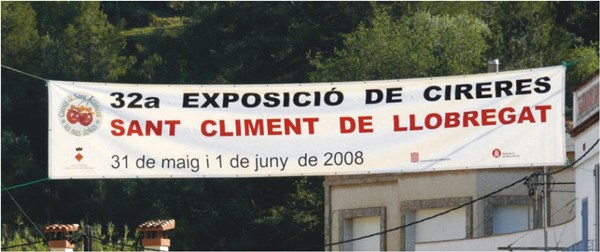 32a EXPOSICIÓ DE CIRERES
SANT CLIMENT DE LLOBREGAT
31 de maig i 1 de juny de 2008